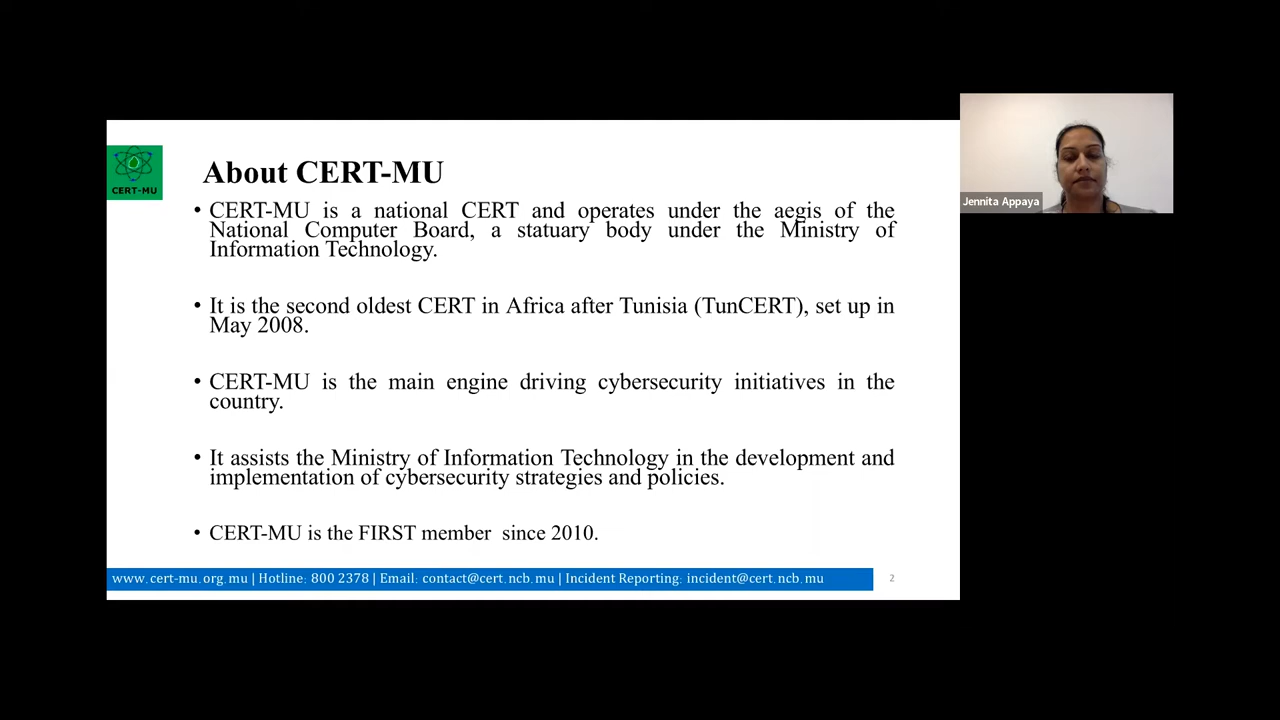 CERT-MU
About CERT-MU
• CERT-MU is a national CERT and operates under the aegis of the
National Computer Board, a statuary body under the Ministry of
Information Technology.
• It is the second oldest CERT in Africa after Tunisia (TunCERT), set up in
May 2008.
• CERT-MU is the main engine driving cybersecurity initiatives in the
country.
• It assists the Ministry of Information Technology in the development and
implementation of cybersecurity strategies and policies.
• CERT-MU is the FIRST member since 2010.
www.cert-mu.org.mu | Hotline: 800 2378 | Email: contact@cert.ncb.mu | Incident Reporting: incident@cert.ncb.mu
2
Jennita Appaya